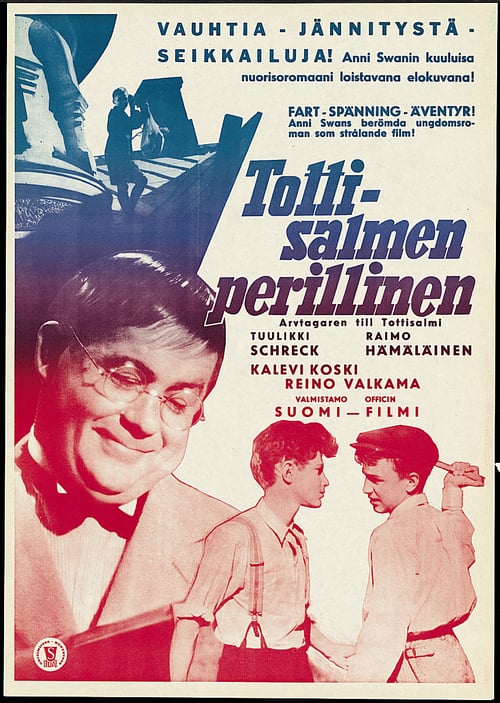 VAUHTIA - JÄNNITYSTÄ -
SEIKKAILUJA! Anni Swanin kuuluisa
nuorisoromaani loistavana elokuvana!
FART - SPÄNNING - ÄVENTYR!
Anni Swans berömda ungdomsro-
man som strålande film!
Totti-
salmen
perillinen
Arvtagaren till Tottisalmi
TUULIKKI RAIMO
SCHRECK HÄMÄLÄINEN
KALEVI KOSKI
REINO VALKAMA
VALMISTAMO OFFICIN
SUOMI — FILMI